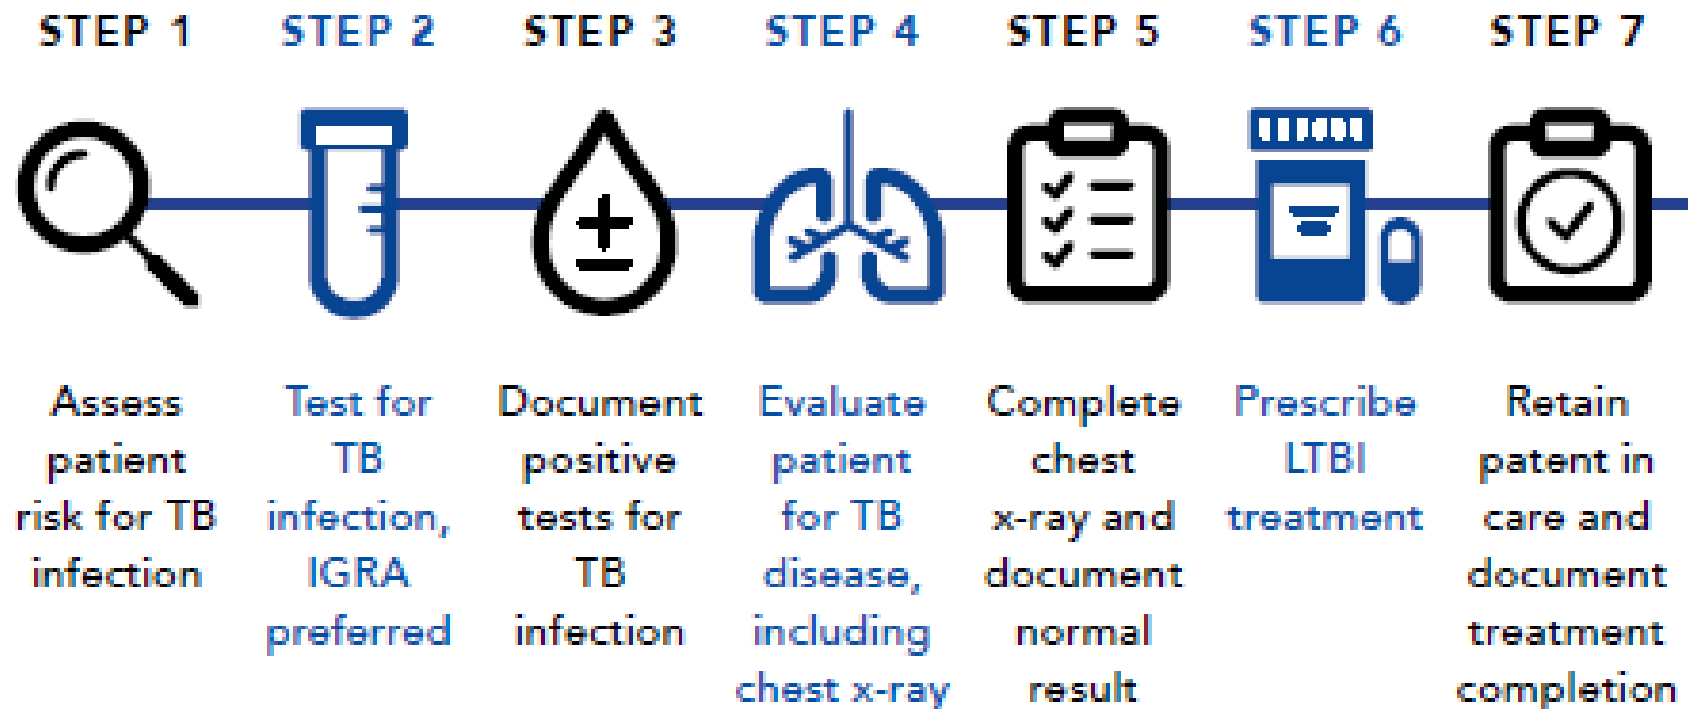 STEP 1
Assess
patient
risk for TB
infection
STEP 2
Test for
TB
infection,
IGRA
preferred
STEP 3
Document
positive
tests for
TB
infection
STEP 4
Evaluate
patient
for TB
disease,
including
chest x-ray
STEP 5
Complete
chest
x-ray and
document
normal
result
STEP 6
Prescribe
LTBI
treatment
STEP 7
Retain
patent in
care and
document
treatment
completion